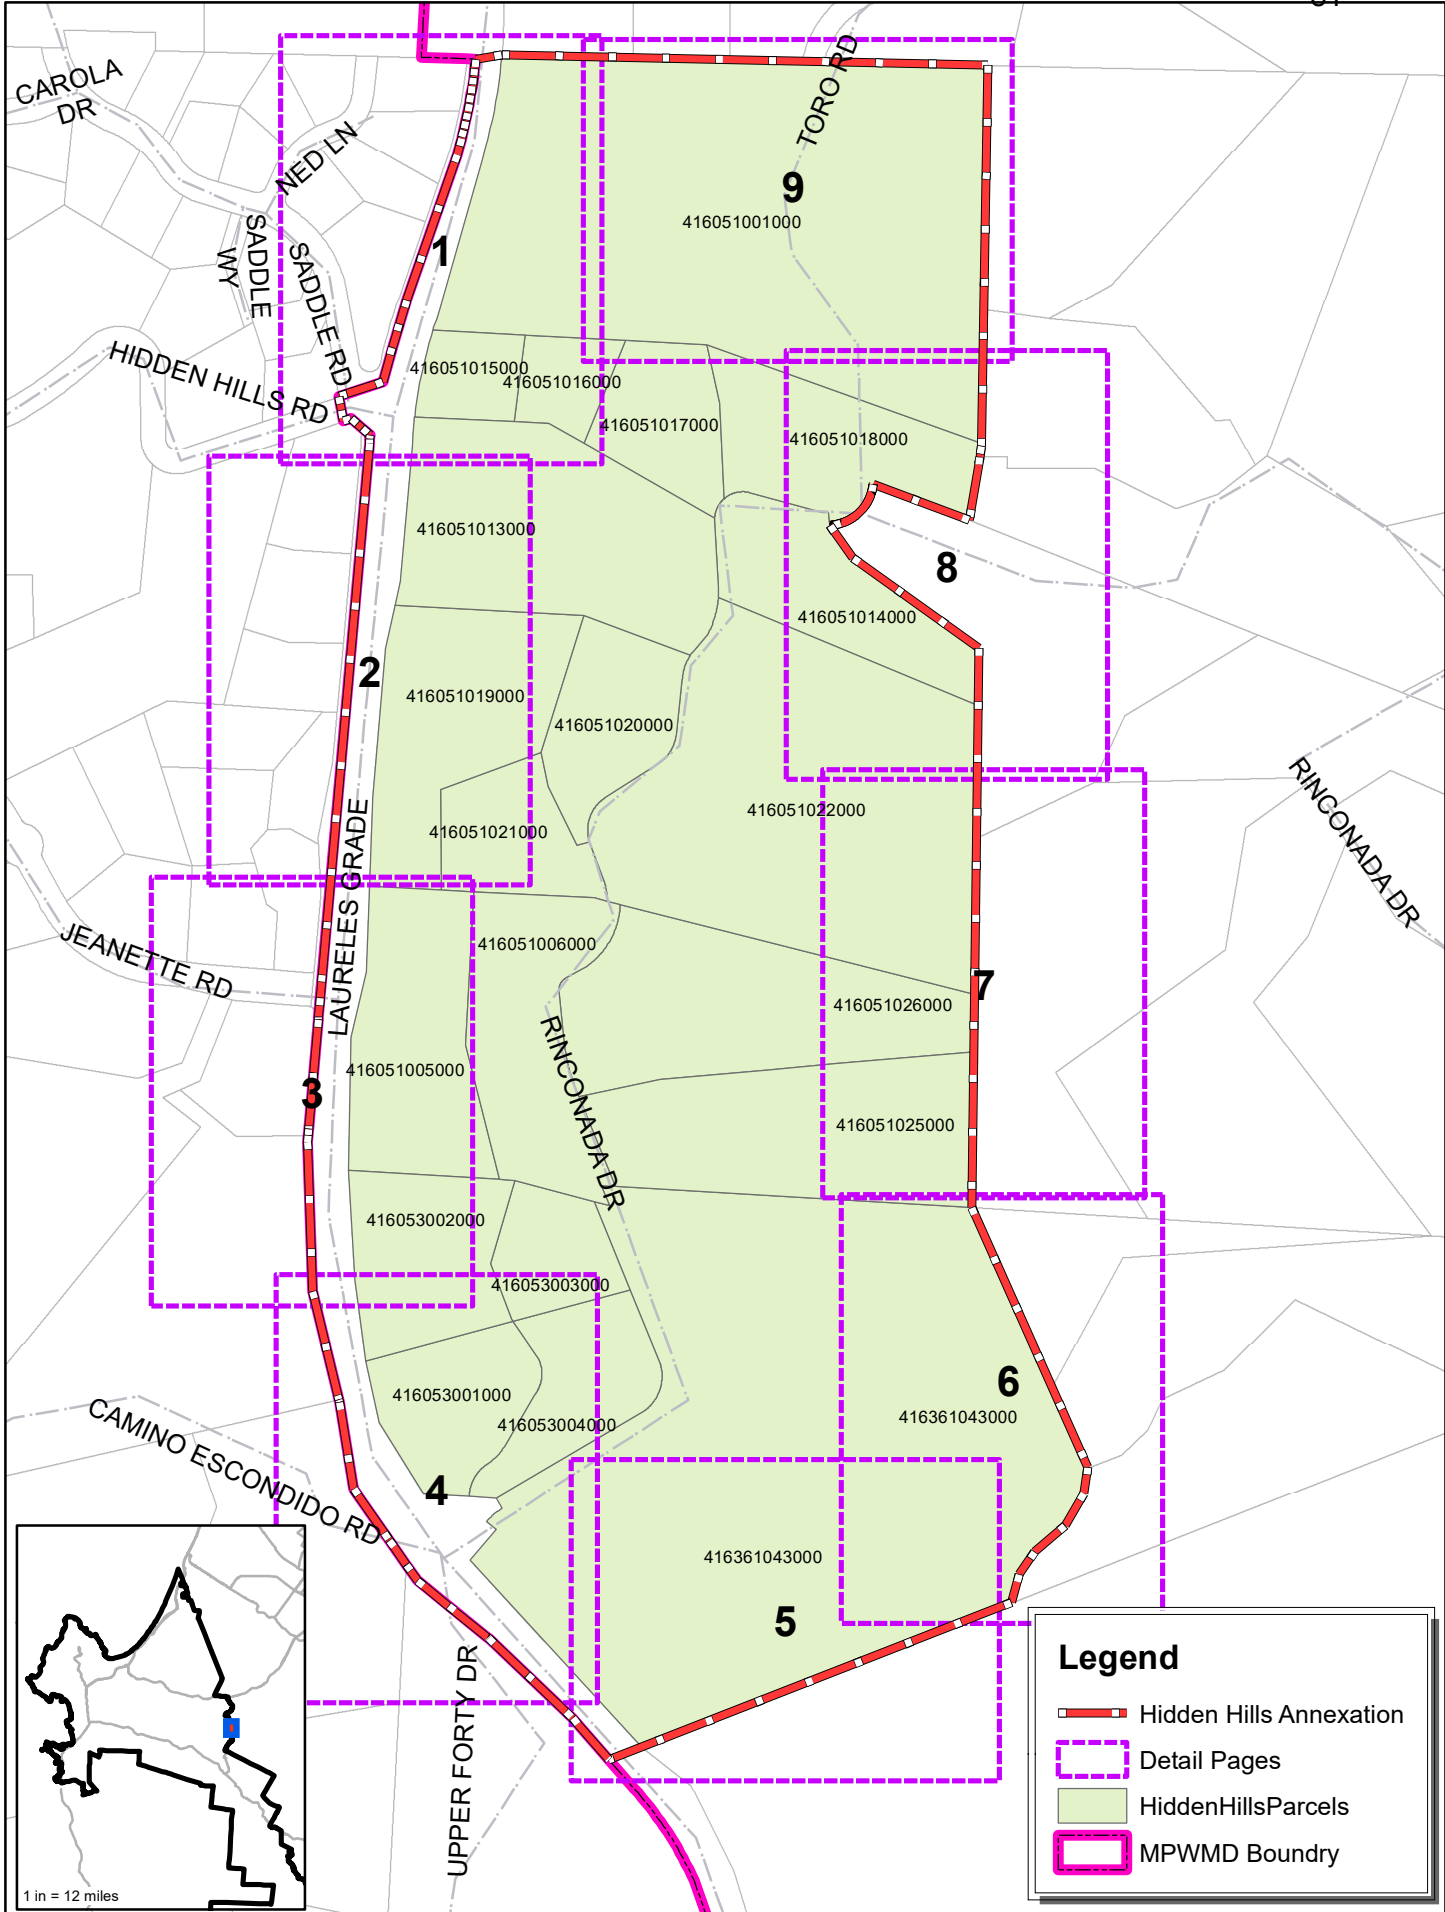 TORO RD
CAROLA
DR
NED LN
9
416051001000
SADDLE
WY
SADDLE RD
1
HIDDEN HILLS RD
416051015000
416051016000
416051017000
416051018000
416051013000
8
416051014000
2
416051019000
416051020000
RINCONADA DR
416051022000
416051021000
LAURELES GRADE
JEANETTE RD
416051006000
7
416051026000
RINCONADA DR
416051005000
3
416051025000
416053002000
416053003000
6
416053001000
416361043000
CAMINO ESCONDIDO RD
416053004000
4
416361043000
5
UPPER FORTY DR
1 in = 12 miles
Legend
Hidden Hills Annexation
Detail Pages
HiddenHillsParcels
MPWMD Boundry